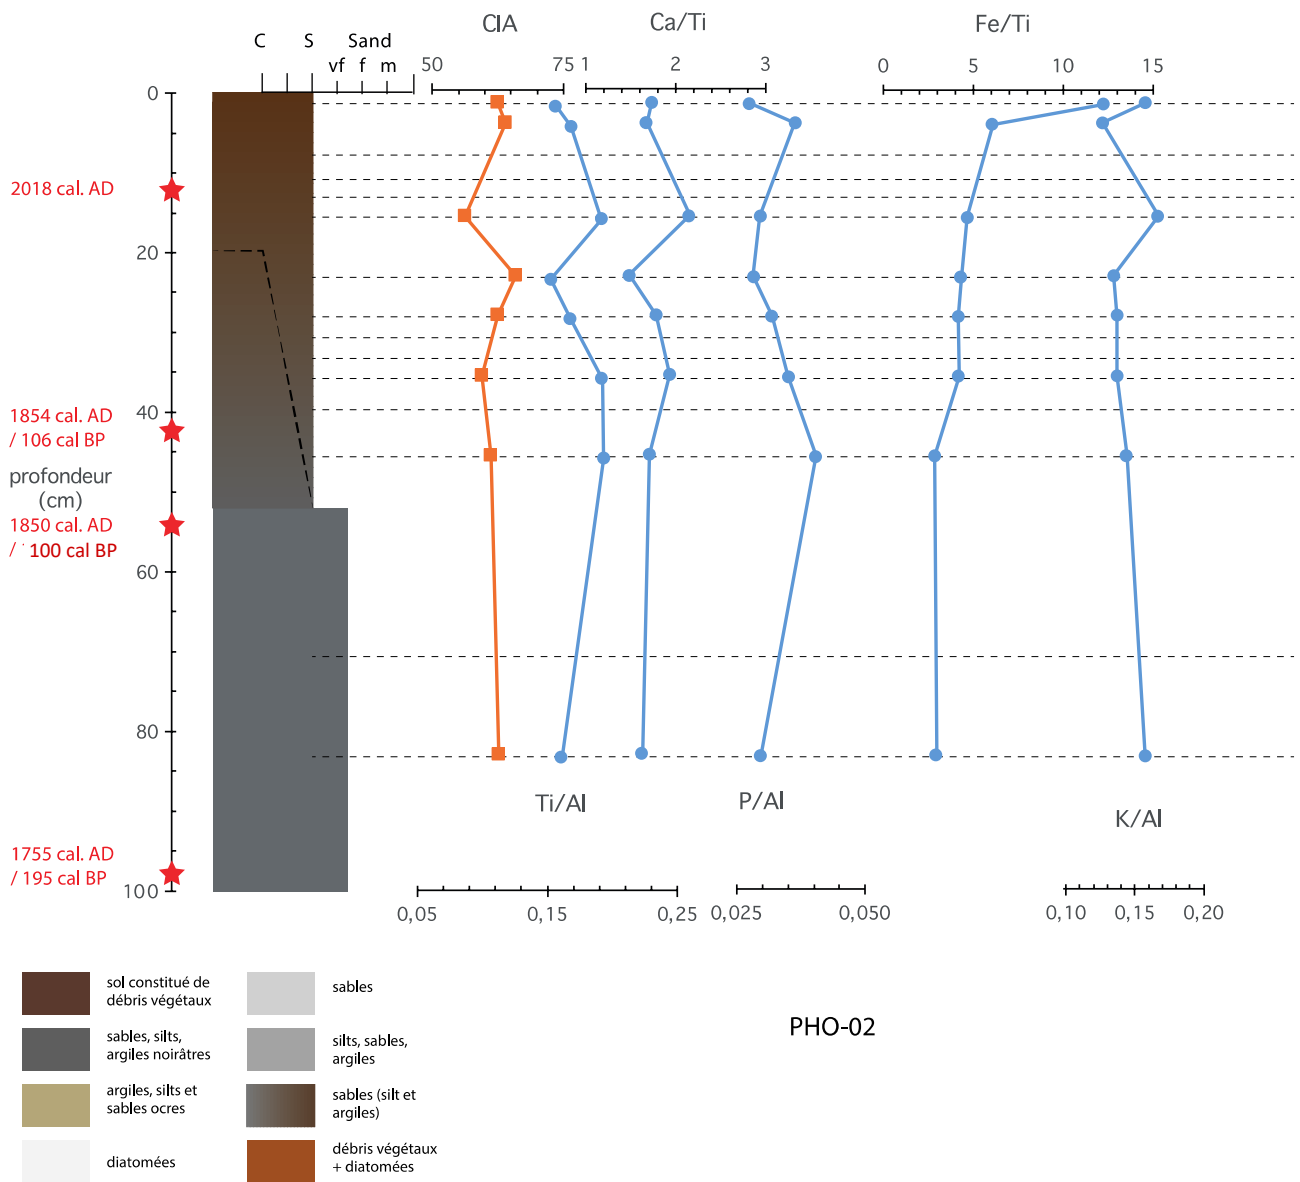 CIA
Ca/Ti
Fe/Ti
C S Sand
vf f m
50 75 1 2 3 0 5 10 15
0
2018 cal. AD
20
1854 cal. AD
/ 106 cal BP
40
profondeur
(cm)
1850 cal. AD
/ 100 cal BP
60
80
1755 cal. AD
/ 195 cal BP
100
Ti/Al
P/Al
K/Al
0,05 0,15 0,25 0,025 0,050 0,10 0,15 0,20
sol constitué de
débris végétaux
sables, silts,
argiles noirâtres
argiles, silts et
sables ocres
diatomées
sables
silts, sables,
argiles
sables (silt et
argiles)
débris végétaux
+ diatomées
PHO-02